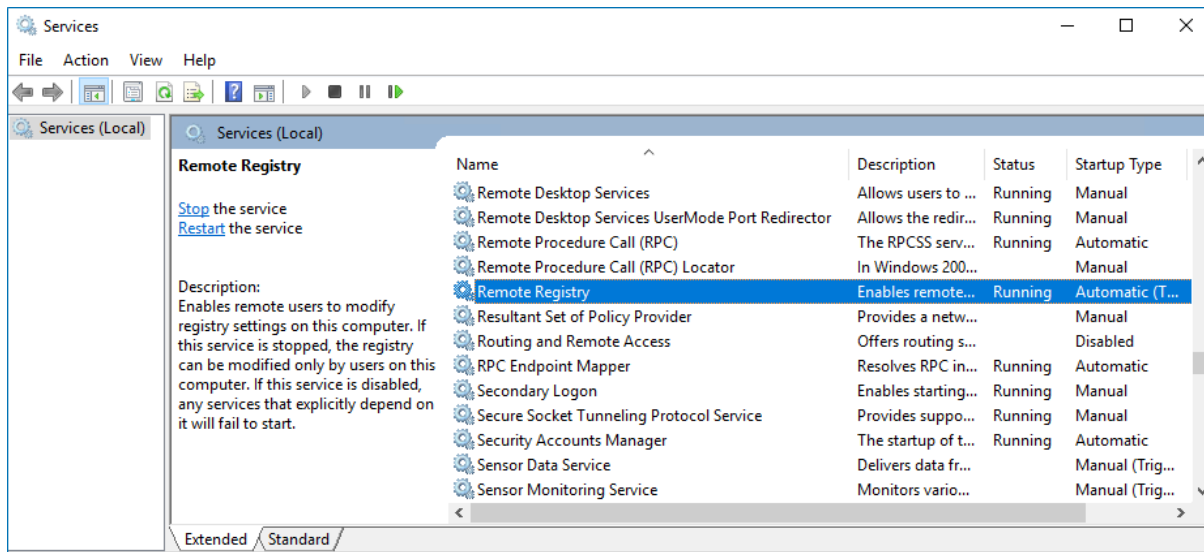 Services
File Action View Help
Services (Local)
Services (Local)
Remote Registry
Stop the service
Restart the service
Description:
Enables remote users to modify
registry settings on this computer. If
this service is stopped, the registry
can be modified only by users on this
computer. If this service is disabled,
any services that explicitly depend on
it will fail to start.
Name Description Status Startup Type
Remote Desktop Services Allows users to ... Running Manual
Remote Desktop Services UserMode Port Redirector Allows the redir... Running Manual
Remote Procedure Call (RPC) The RPCSS serv... Running Automatic
Remote Procedure Call (RPC) Locator In Windows 200... Manual
Remote Registry Enables remote... Running Automatic (T...
Resultant Set of Policy Provider Provides a netw... Manual
Routing and Remote Access Offers routing s... Disabled
RPC Endpoint Mapper Resolves RPC in... Running Automatic
Secondary Logon Enables starting... Running Manual
Secure Socket Tunneling Protocol Service Provides suppo... Running Manual
Security Accounts Manager The startup of t... Running Automatic
Sensor Data Service Delivers data fr... Manual (Trig...
Sensor Monitoring Service Monitors vario... Manual (Trig...
Extended Standard